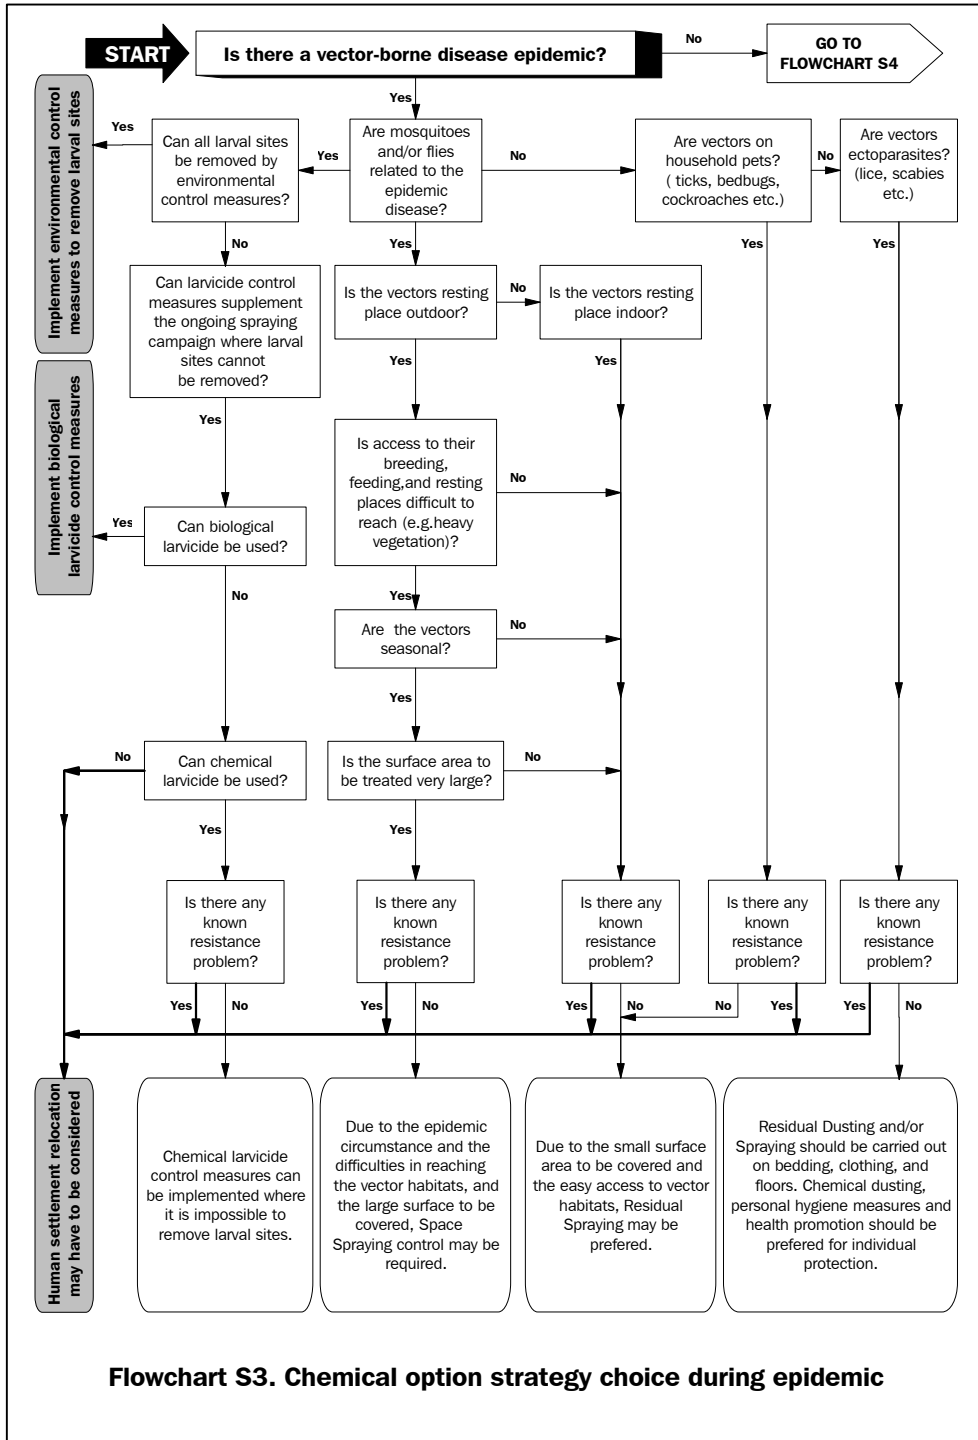 START
Is there a vector-borne disease epidemic?
No
GO TO
FLOWCHART S4
Yes
Implement environmental control
measures to remove larval sites
Yes
Can all larval sites
be removed by
environmental
control measures?
Yes
Are mosquitoes
and/or flies
related to the
epidemic
disease?
No
Are vectors on
household pets?
( ticks, bedbugs,
cockroaches etc.)
No
Are vectors
ectoparasites?
(lice, scabies
etc.)
No
Yes
Yes
Yes
Can larvicide control
measures supplement
the ongoing spraying
campaign where larval
sites cannot
be removed?
Is the vectors resting
place outdoor?
No
Is the vectors resting
place indoor?
Yes
Yes
Yes
Implement biological
larvicide control measures
Is access to their
breeding,
feeding,and resting
places difficult to
reach (e.g.heavy
vegetation)?
No
Yes
Can biological
larvicide be used?
No
Yes
Are the vectors
seasonal?
No
Yes
No
Can chemical
larvicide be used?
Is the surface area to
be treated very large?
No
Yes
Yes
Is there any
known
resistance
problem?
Is there any
known
resistance
problem?
Is there any
known
resistance
problem?
Is there any
known
resistance
problem?
Is there any
known
resistance
problem?
Yes
No
Yes
No
Yes
No
No
Yes
Yes
No
Human settlement relocation
may have to be considered
Chemical larvicide
control measures can
be implemented where
it is impossible to
remove larval sites.
Due to the epidemic
circumstance and the
difficulties in reaching
the vector habitats, and
the large surface to be
covered, Space
Spraying control may be
required.
Due to the small surface
area to be covered and
the easy access to vector
habitats, Residual
Spraying may be
prefered.
Residual Dusting and/or
Spraying should be carried out
on bedding, clothing, and
floors. Chemical dusting,
personal hygiene measures and
health promotion should be
prefered for individual
protection.
Flowchart S3. Chemical option strategy choice during epidemic